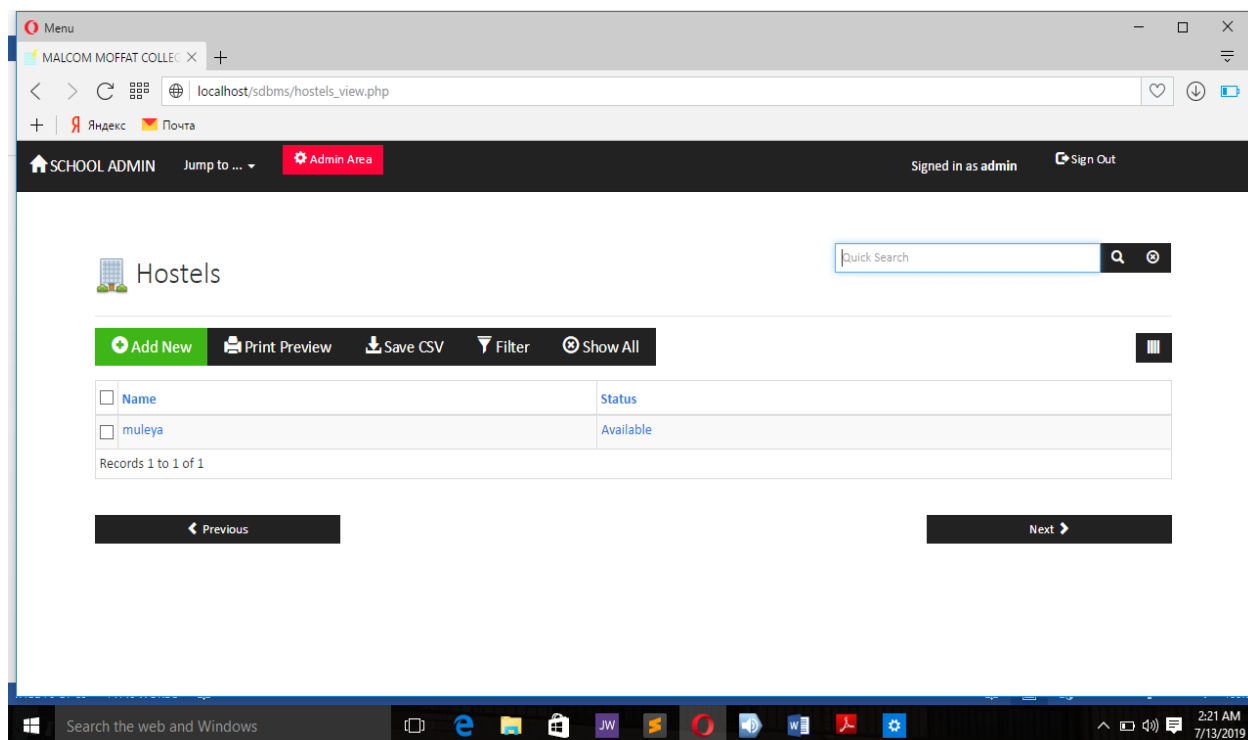 Menu
MALCOM MOFFAT COLLEG
localhost/sdbms/hostels_view.php
Яндекс Почта
SCHOOL ADMIN Jump to ... Admin Area Signed in as admin Sign Out
Quick Search
Hostels
Add New Print Preview Save CSV Filter Show All
Name Status
muleya Available
Records 1 to 1 of 1
Previous Next
Search the web and Windows JW 2:21 AM
7/13/2019